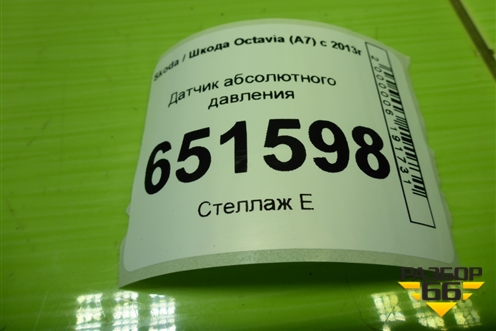 Skoda / Шкода Octavia (A7) с 2013г
Датчик абсолютного
давления
651598
Стеллаж Е
РАЗБОР
66